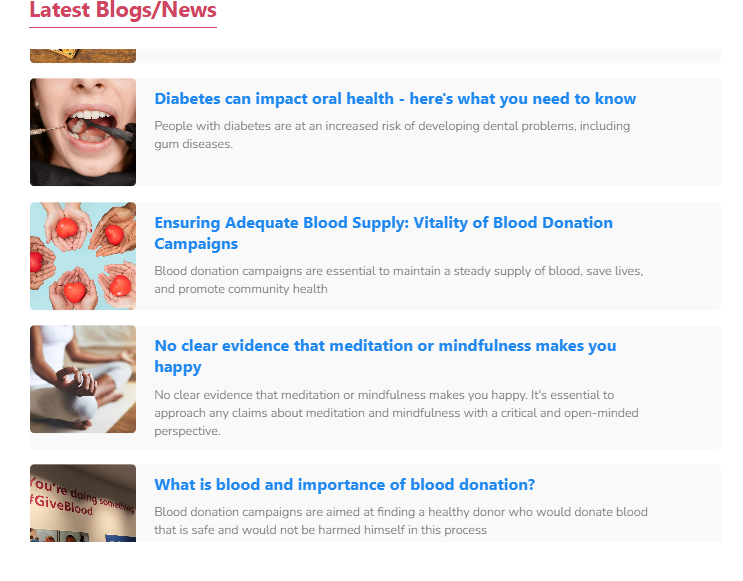 Latest Blogs/News
Diabetes can impact oral health - here's what you need to know
People with diabetes are at an increased risk of developing dental problems, including
gum diseases.
Ensuring Adequate Blood Supply: Vitality of Blood Donation
Campaigns
Blood donation campaigns are essential to maintain a steady supply of blood, save lives,
and promote community health
No clear evidence that meditation or mindfulness makes you
happy
No clear evidence that meditation or mindfulness makes you happy. It's essential to
approach any claims about meditation and mindfulness with a critical and open-minded
perspective.
You're doing something
#GiveBlood
What is blood and importance of blood donation?
Blood donation campaigns are aimed at finding a healthy donor who would donate blood
that is safe and would not be harmed himself in this process